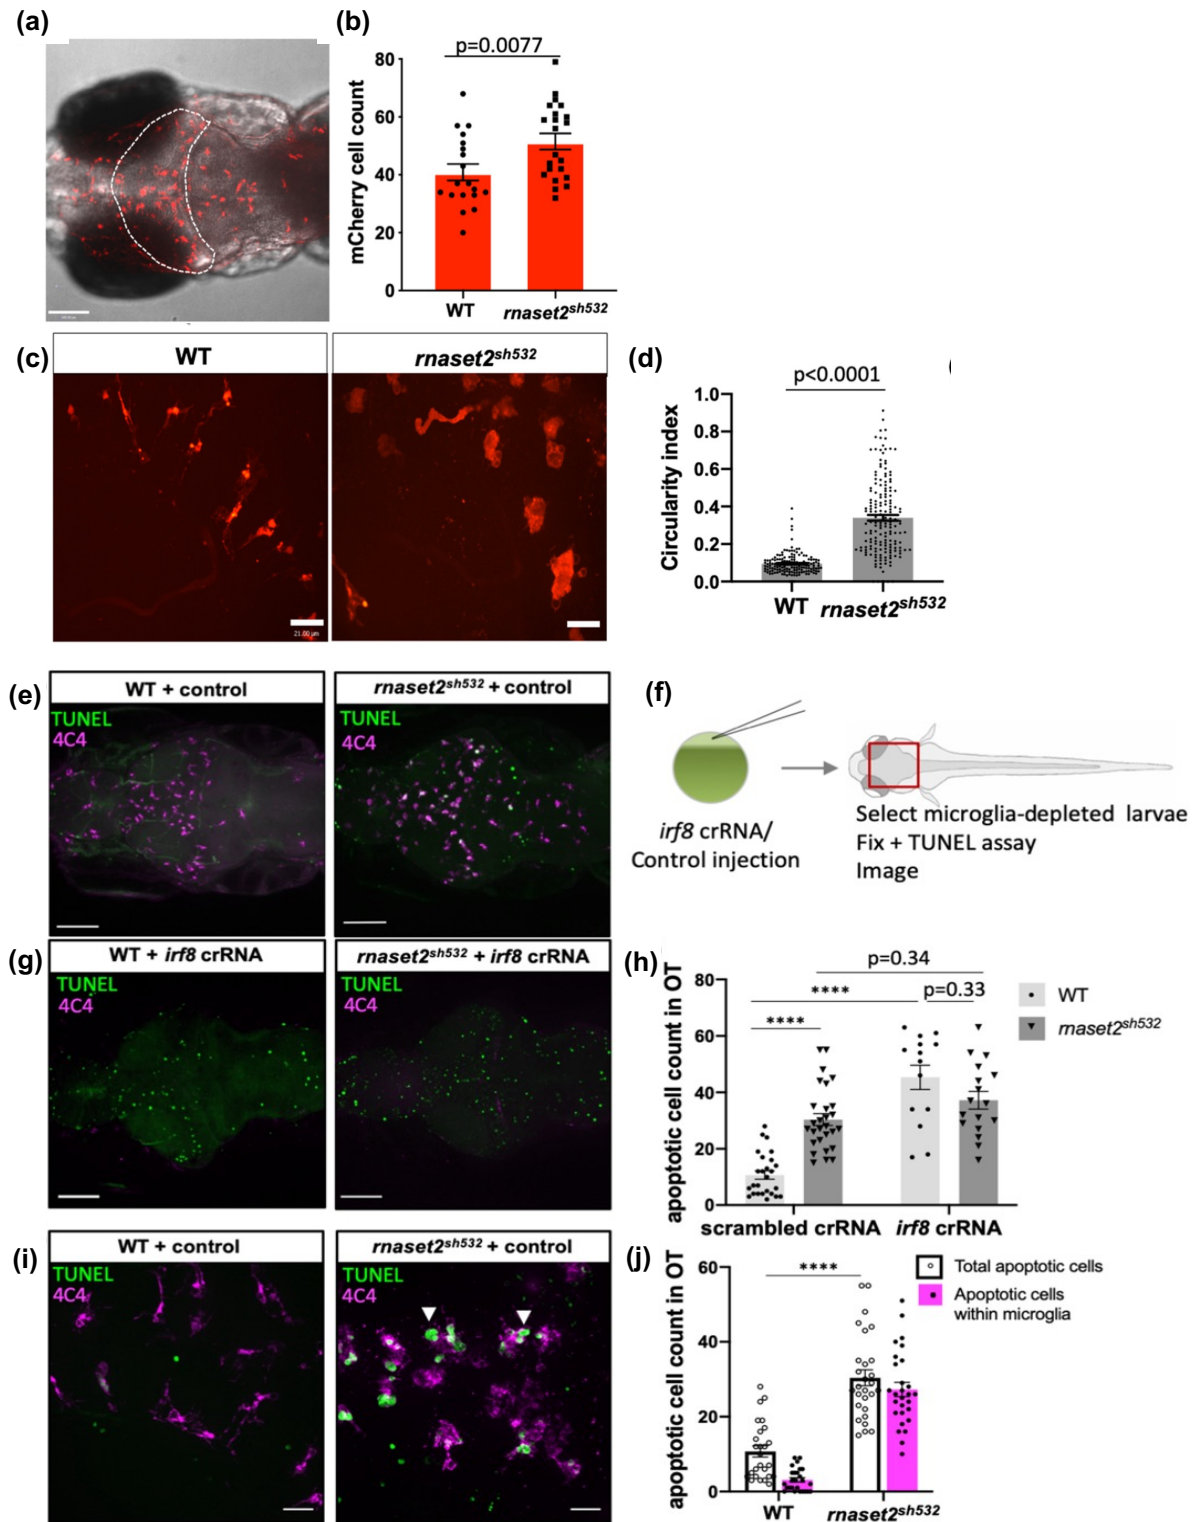 (a)
(b)
p=0.0077
80
60
40
20
0
mCherry cell count
WT
rnaset2sh532
(c)
WT
rnaset2sh532
21.00 µm
(d)
p<0.0001
1.0
0.8
0.6
0.4
0.2
0.0
Circularity index
WT
rnaset2sh532
(e)
WT + control
TUNEL
4C4
rnaset2sh532 + control
TUNEL
4C4
(f)
irf8 crRNA/
Control injection
Select microglia-depleted larvae
Fix + TUNEL assay
Image
(g)
WT + irf8 crRNA
TUNEL
4C4
rnaset2sh532 + irf8 crRNA
TUNEL
4C4
(h)
p=0.34
****
p=0.33
****
80
60
40
20
0
apoptotic cell count in OT
scrambled crRNA
irf8 crRNA
WT
rnaset2sh532
(i)
WT + control
TUNEL
4C4
rnaset2sh532 + control
TUNEL
4C4
(j)
****
60
40
20
0
apoptotic cell count in OT
WT
rnaset2sh532
Total apoptotic cells
Apoptotic cells
within microglia